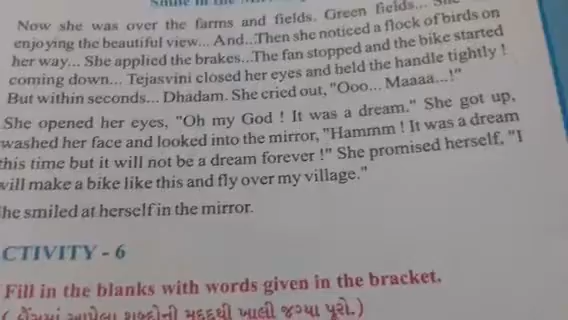 Now she was over the farms and fields. Green fields... She
enjoying the beautiful view... And..Then she noticed a flock of birds on
her way... She applied the brakes...The fan stopped and the bike started
coming down... Tejasvini closed her eyes and held the handle tightly !
But within seconds... Dhadam. She cried out, "Ooo... Maaaa...!"
She opened her eyes, "Oh my God ! It was a dream." She got up,
washed her face and looked into the mirror, "Hammm ! It was a dream
this time but it will not be a dream forever !" She promised herself, "I
will make a bike like this and fly over my village."
he smiled at herself in the mirror.
CTIVITY - 6
Fill in the blanks with words given in the bracket.
( કૌંસમાં આપેલા શબ્દોની મદદથી ખાલી જગ્યા પૂરો.)